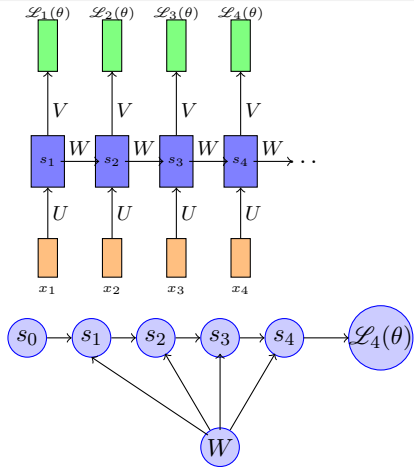 ℒ₁(θ) ℒ₂(θ) ℒ₃(θ) ℒ₄(θ)
V V V V
W W W W
s₁ s₂ s₃ s₄ ..
U U U U
x₁ x₂ x₃ x₄
s₀ s₁ s₂ s₃ s₄ ℒ₄(θ)
W